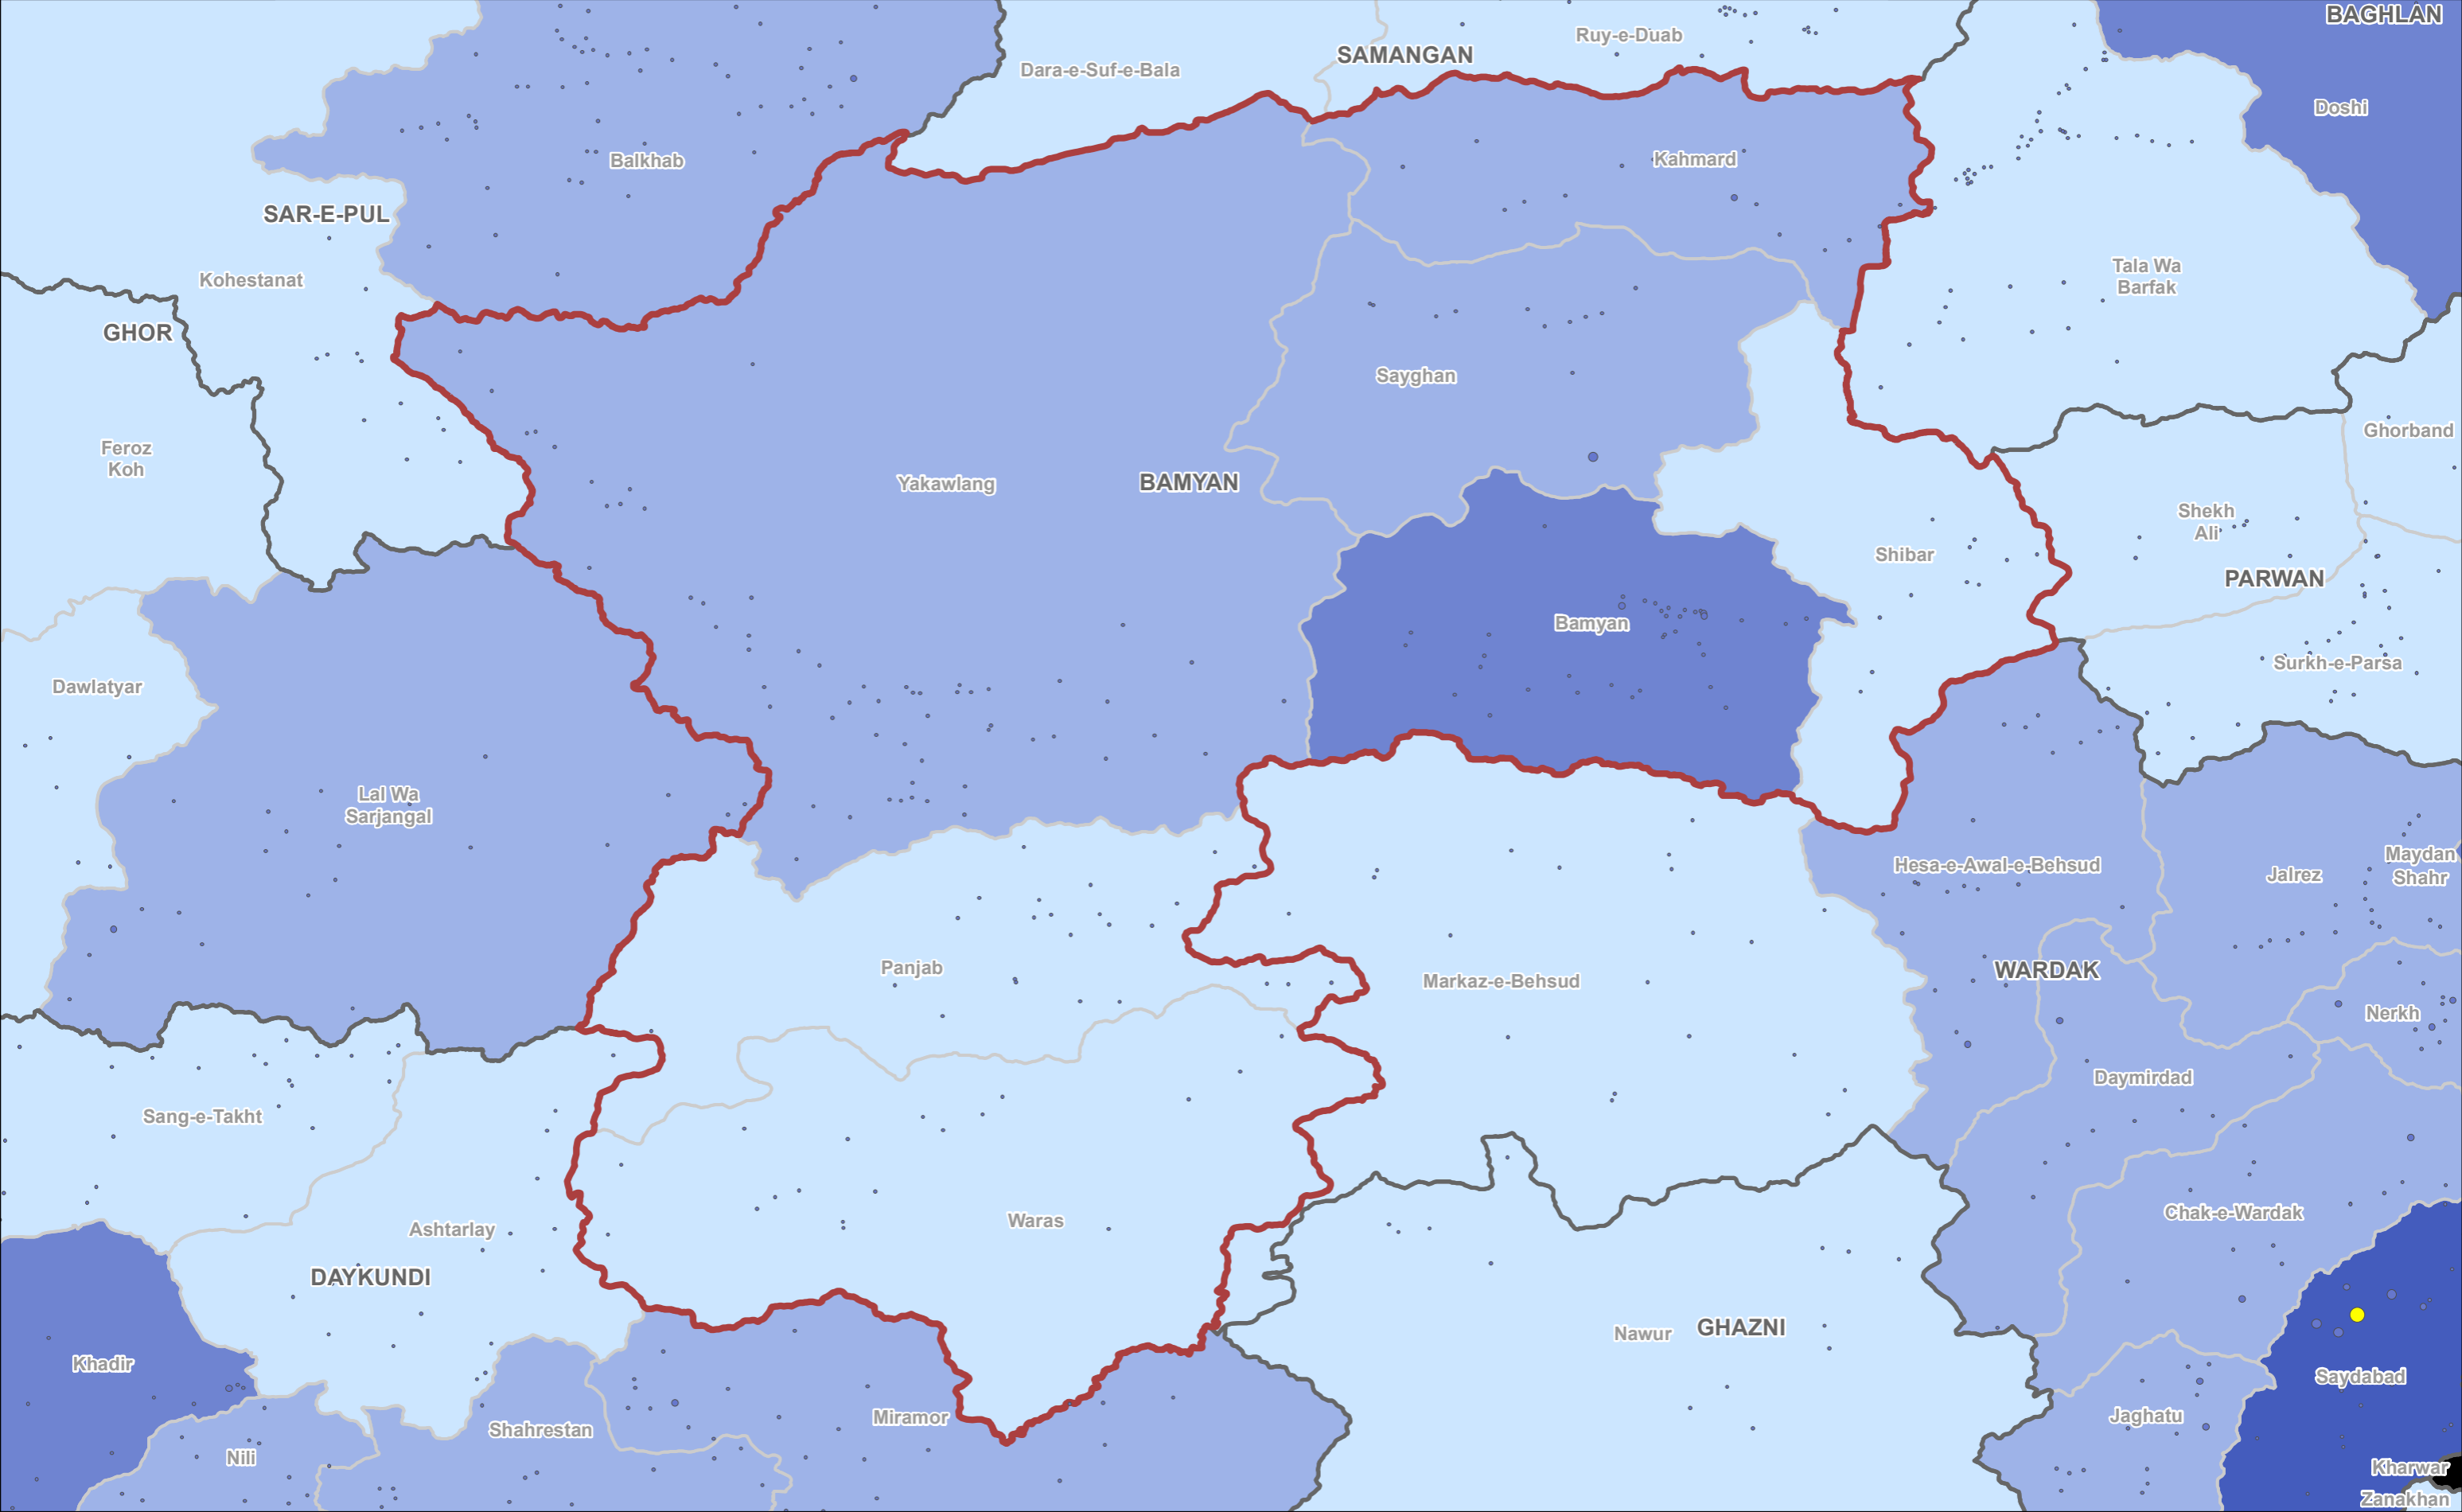 BAGHLAN
Ruy-e-Duab
SAMANGAN
Dara-e-Suf-e-Bala
Doshi
Balkhab
Kahmard
SAR-E-PUL
Kohestanat
Tala Wa
Barfak
GHOR
Sayghan
Ghorband
Feroz
Koh
Yakawlang
BAMYAN
Shekh
Ali
Shibar
PARWAN
Bamyan
Surkh-e-Parsa
Dawlatyar
Lal Wa
Sarjangal
Maydan
Shahr
Hesa-e-Awal-e-Behsud
Jalrez
Panjab
WARDAK
Markaz-e-Behsud
Nerkh
Daymirdad
Sang-e-Takht
Chak-e-Wardak
Waras
Ashtarlay
DAYKUNDI
Nawur
GHAZNI
Khadir
Saydabad
Jaghatu
Miramor
Shahrestan
Nili
Kharwar
Zanakhan